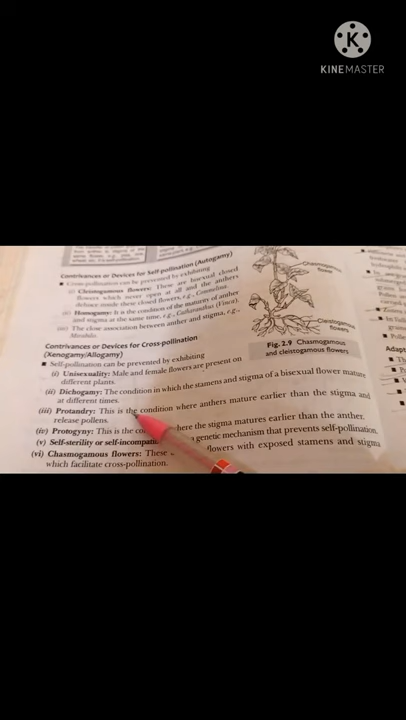 K
KINEMASTER
Contrivances or Devices for Self-pollination (Autogamy)
■ Cross-pollination can be prevented by exhibiting
(i) Cleistogamous flowers: These are bisexual closed
flowers which never open at all and the anthers
dehisce inside these closed flowers, e.g., Commelina.
(ii) Homogamy: It is the condition of the maturity of anther
and stigma at the same time, e.g., Catharanthus (Vinca).
(iii) The close association between anther and stigma, e.g.,
Mirabilis.
Chasmogamous
flower
Cleistogamous
flowers
Fig. 2.9 Chasmogamous
and cleistogamous flowers
Contrivances or Devices for Cross-pollination
(Xenogamy/Allogamy)
■ Self-pollination can be prevented by exhibiting
(i) Unisexuality: Male and female flowers are present on
different plants.
(ii) Dichogamy: The condition in which the stamens and stigma of a bisexual flower mature
at different times.
(iii) Protandry: This is the condition where anthers mature earlier than the stigma and
release pollens.
(iv) Protogyny: This is the here the stigma matures earlier than the anther.
(v) Self-sterility or genetic mechanism that prevents self-pollination.
(vi) Chasmogamous flowers: These flowers with exposed stamens and stigma
which facilitate cross-pollination.
Adapt